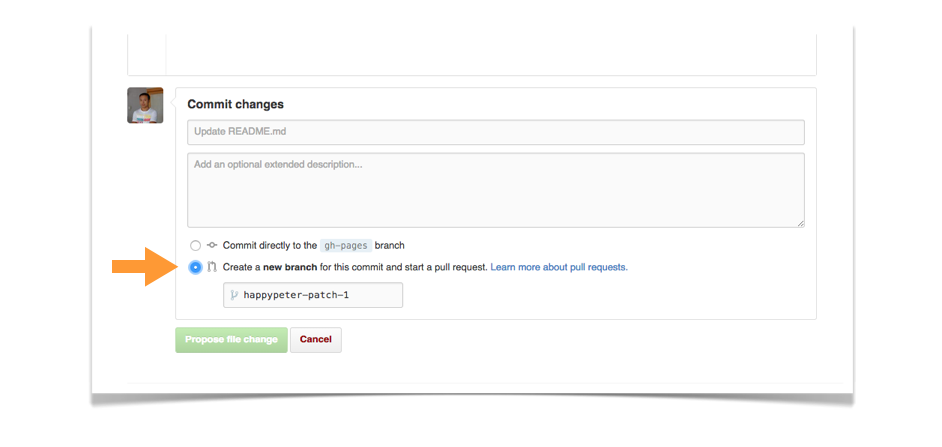 Commit changes
Update README.md
Add an optional extended description...
Commit directly to the gh-pages branch
Create a new branch for this commit and start a pull request. Learn more about pull requests.
happypeter-patch-1
Propose file change Cancel